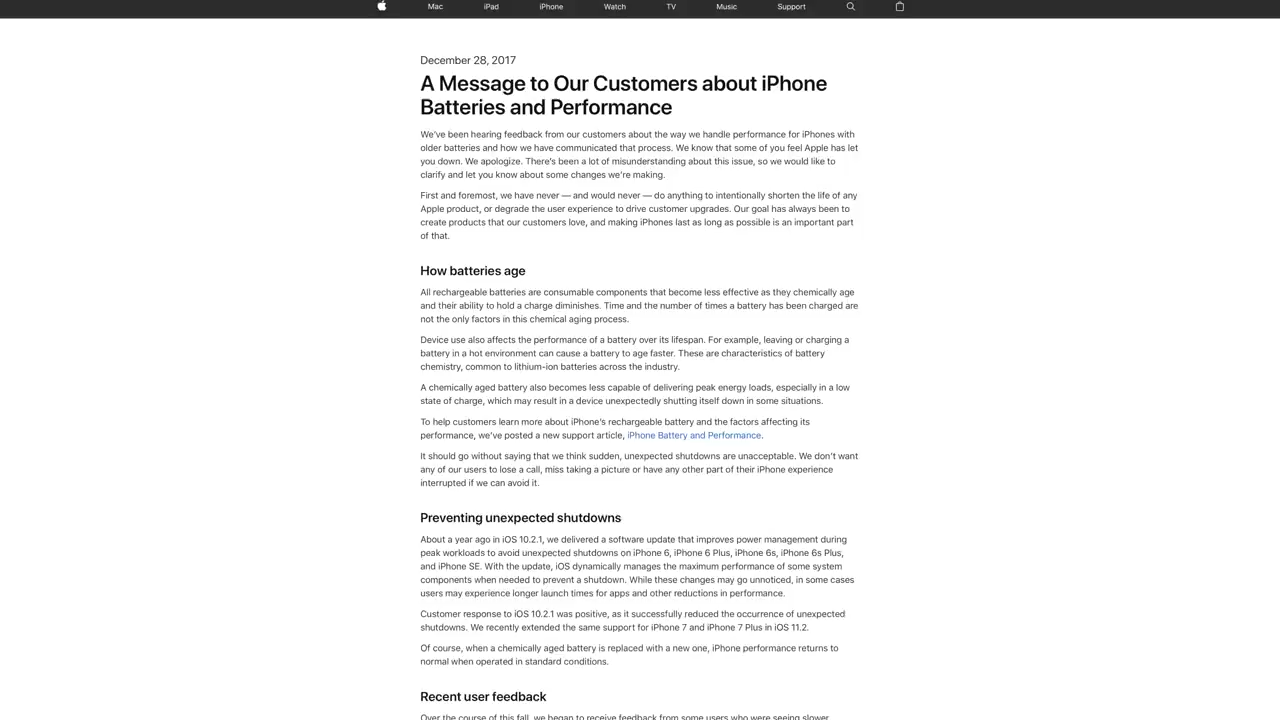 Mac iPad iPhone Watch TV Music Support
December 28, 2017
A Message to Our Customers about iPhone
Batteries and Performance
We've been hearing feedback from our customers about the way we handle performance for iPhones with
older batteries and how we have communicated that process. We know that some of you feel Apple has let
you down. We apologize. There's been a lot of misunderstanding about this issue, so we would like to
clarify and let you know about some changes we're making.
First and foremost, we have never — and would never — do anything to intentionally shorten the life of any
Apple product, or degrade the user experience to drive customer upgrades. Our goal has always been to
create products that our customers love, and making iPhones last as long as possible is an important part
of that.
How batteries age
All rechargeable batteries are consumable components that become less effective as they chemically age
and their ability to hold a charge diminishes. Time and the number of times a battery has been charged are
not the only factors in this chemical aging process.
Device use also affects the performance of a battery over its lifespan. For example, leaving or charging a
battery in a hot environment can cause a battery to age faster. These are characteristics of battery
chemistry, common to lithium-ion batteries across the industry.
A chemically aged battery also becomes less capable of delivering peak energy loads, especially in a low
state of charge, which may result in a device unexpectedly shutting itself down in some situations.
To help customers learn more about iPhone's rechargeable battery and the factors affecting its
performance, we've posted a new support article, iPhone Battery and Performance.
It should go without saying that we think sudden, unexpected shutdowns are unacceptable. We don't want
any of our users to lose a call, miss taking a picture or have any other part of their iPhone experience
interrupted if we can avoid it.
Preventing unexpected shutdowns
About a year ago in iOS 10.2.1, we delivered a software update that improves power management during
peak workloads to avoid unexpected shutdowns on iPhone 6, iPhone 6 Plus, iPhone 6s, iPhone 6s Plus,
and iPhone SE. With the update, iOS dynamically manages the maximum performance of some system
components when needed to prevent a shutdown. While these changes may go unnoticed, in some cases
users may experience longer launch times for apps and other reductions in performance.
Customer response to iOS 10.2.1 was positive, as it successfully reduced the occurrence of unexpected
shutdowns. We recently extended the same support for iPhone 7 and iPhone 7 Plus in iOS 11.2.
Of course, when a chemically aged battery is replaced with a new one, iPhone performance returns to
normal when operated in standard conditions.
Recent user feedback
Over the course of this fall, we began to receive feedback from some users who were seeing slower